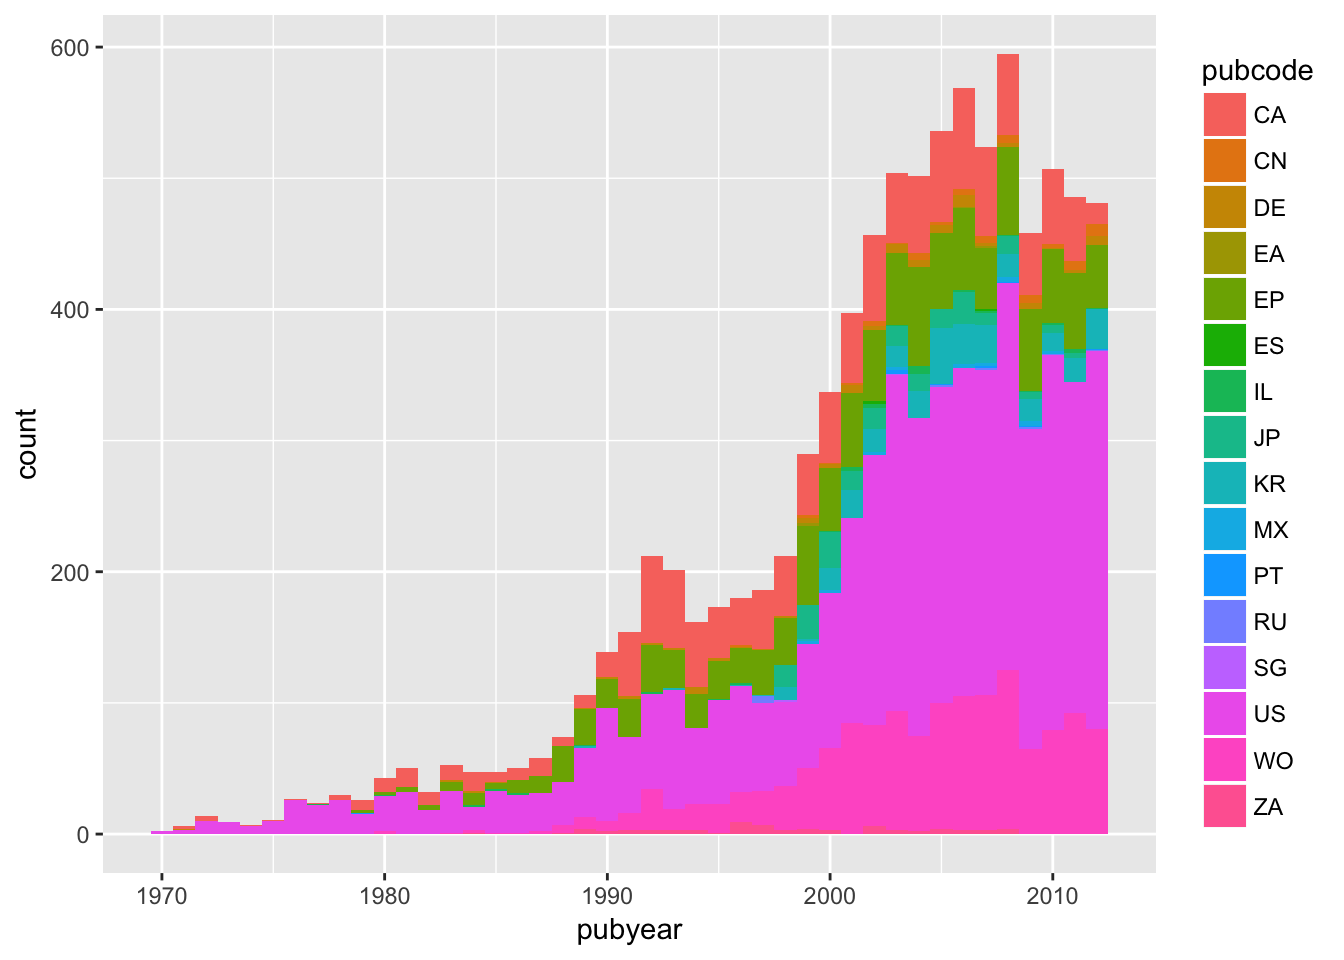 600
400
200
0
count
1970 1980 1990 2000 2010
pubyear
pubcode
CA
CN
DE
EA
EP
ES
IL
JP
KR
MX
PT
RU
SG
US
WO
ZA